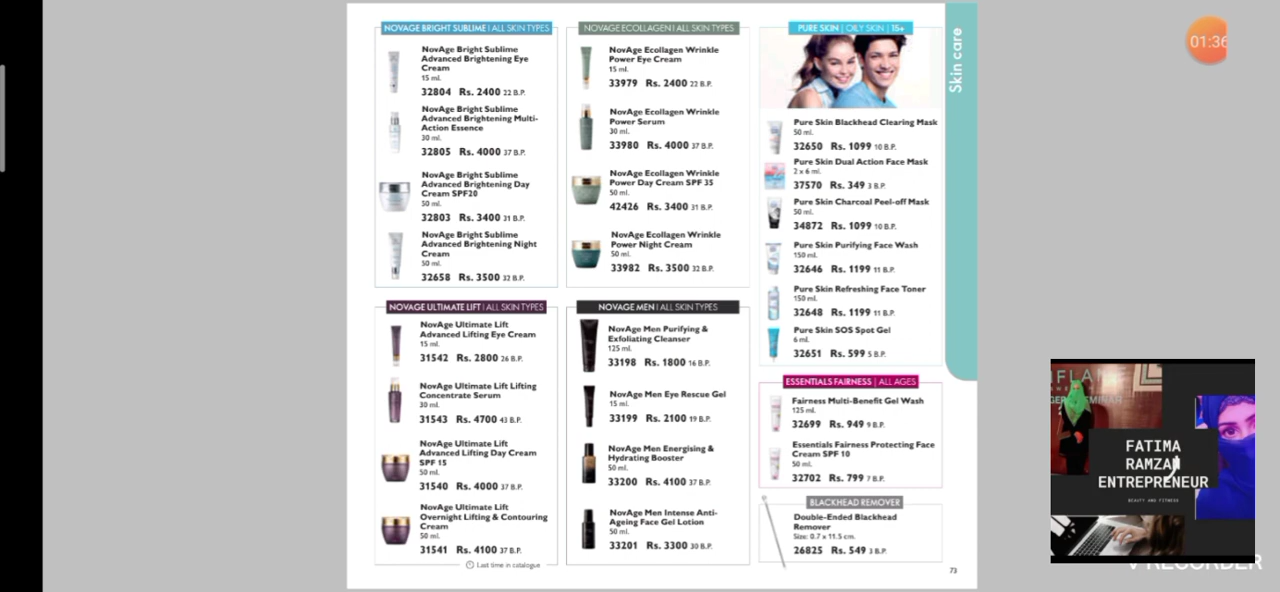 NOVAGE BRIGHT SUBLIME | ALL SKIN TYPES
NovAge Bright Sublime
Advanced Brightening Eye
Cream
15 ml.
32804 Rs. 2400 22 B.P.
NovAge Bright Sublime
Advanced Brightening Multi-
Action Essence
30 ml.
32805 Rs. 4000 37 B.P.
NovAge Bright Sublime
Advanced Brightening Day
Cream SPF20
50 ml.
32803 Rs. 3400 31 B.P.
NovAge Bright Sublime
Advanced Brightening Night
Cream
50 ml.
32658 Rs. 3500 32 B.P.
NOVAGE ECOLLAGEN | ALL SKIN TYPES
NovAge Ecollagen Wrinkle
Power Eye Cream
15 ml.
33979 Rs. 2400 22 B.P.
NovAge Ecollagen Wrinkle
Power Serum
30 ml.
33980 Rs. 4000 37 B.P.
NovAge Ecollagen Wrinkle
Power Day Cream SPF 35
50 ml.
42426 Rs. 3400 31 B.P.
NovAge Ecollagen Wrinkle
Power Night Cream
50 ml.
33982 Rs. 3500 32 B.P.
NOVAGE ULTIMATE LIFT | ALL SKIN TYPES
NovAge Ultimate Lift
Advanced Lifting Eye Cream
15 ml.
31542 Rs. 2800 26 B.P.
NovAge Ultimate Lift Lifting
Concentrate Serum
30 ml.
31543 Rs. 4700 43 B.P.
NovAge Ultimate Lift
Advanced Lifting Day Cream
SPF 15
50 ml.
31540 Rs. 4000 37 B.P.
NovAge Ultimate Lift
Overnight Lifting & Contouring
Cream
50 ml.
31541 Rs. 4100 37 B.P.
Last time in catalogue
NOVAGE MEN | ALL SKIN TYPES
NovAge Men Purifying &
Exfoliating Cleanser
125 ml.
33198 Rs. 1800 16 B.P.
NovAge Men Eye Rescue Gel
15 ml.
33199 Rs. 2100 19 B.P.
NovAge Men Energising &
Hydrating Booster
50 ml.
33200 Rs. 4100 37 B.P.
NovAge Men Intense Anti-
Ageing Face Gel Lotion
50 ml.
33201 Rs. 3300 30 B.P.
PURE SKIN | OILY SKIN | 15+
Pure Skin Blackhead Clearing Mask
50 ml.
32650 Rs. 1099 10 B.P.
Pure Skin Dual Action Face Mask
2 x 6 ml.
37570 Rs. 349 3 B.P.
Pure Skin Charcoal Peel-off Mask
50 ml.
34872 Rs. 1099 10 B.P.
Pure Skin Purifying Face Wash
150 ml.
32646 Rs. 1199 11 B.P.
Pure Skin Refreshing Face Toner
150 ml.
32648 Rs. 1199 11 B.P.
Pure Skin SOS Spot Gel
6 ml.
32651 Rs. 599 5 B.P.
ESSENTIALS FAIRNESS | ALL AGES
Fairness Multi-Benefit Gel Wash
125 ml.
32699 Rs. 949 9 B.P.
Essentials Fairness Protecting Face
Cream SPF 10
50 ml.
32702 Rs. 799 7 B.P.
BLACKHEAD REMOVER
Double-Ended Blackhead
Remover
Size: 0.7 x 11.5 cm.
26825 Rs. 549 3 B.P.
73
Skin care
01:36
FATIMA
RAMZAN
ENTREPRENEUR
BEAUTY AND FITNESS
V RECORDER